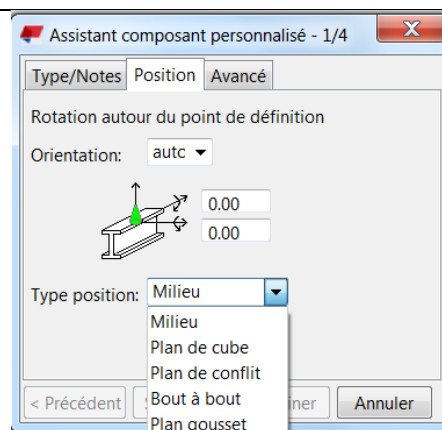 Assistant composant personnalisé - 1/4
Type/Notes Position Avancé
Rotation autour du point de définition
Orientation: auto
0.00
0.00
Type position: Milieu
Milieu
Plan de cube
Plan de conflit
Bout à bout
Plan gousset
< Précédent Annuler